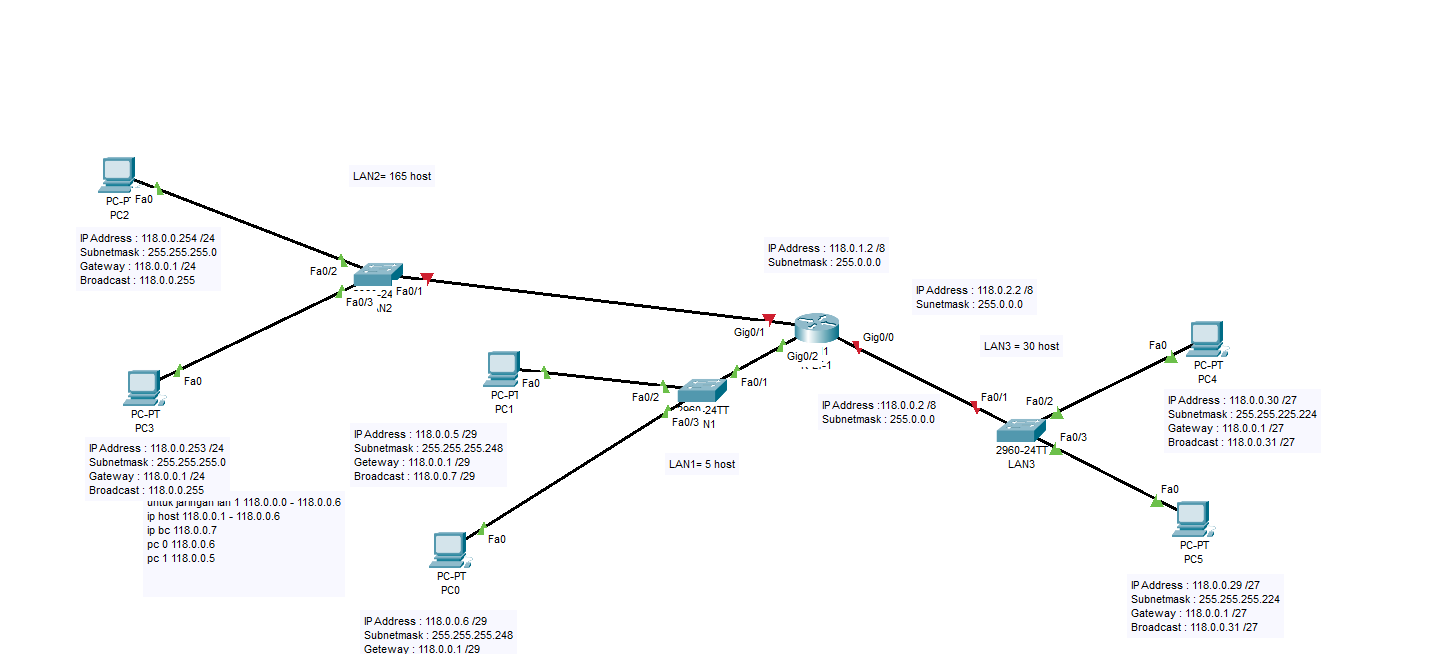 LAN2= 165 host
Fa0
PC-P
PC2
IP Address : 118.0.0.254 /24
Subnetmask : 255.255.255.0
Gateway : 118.0.0.1 /24
Broadcast : 118.0.0.255
Fa0/2
Fa0/3
Fa0/1
-24
N2
Fa0
PC-PT
PC3
IP Address : 118.0.0.253 /24
Subnetmask : 255.255.255.0
Gateway : 118.0.0.1 /24
Broadcast : 118.0.0.255
untuk jaringan lan 1 118.0.0.0 - 118.0.0.6
ip host 118.0.0.1 - 118.0.0.6
ip bc 118.0.0.7
pc 0 118.0.0.6
pc 1 118.0.0.5
IP Address : 118.0.1.2 /8
Subnetmask : 255.0.0.0
Gig0/1
Gig0/2
Gig0/0
1
-1
IP Address : 118.0.2.2 /8
Sunetmask : 255.0.0.0
IP Address :118.0.0.2 /8
Subnetmask : 255.0.0.0
Fa0
PC-PT
PC1
IP Address : 118.0.0.5 /29
Subnetmask : 255.255.255.248
Geteway : 118.0.0.1 /29
Broadcast : 118.0.0.7 /29
Fa0/2
Fa0/1
2960-24TT
Fa0/3
N1
LAN1= 5 host
Fa0
PC-PT
PC0
IP Address : 118.0.0.6 /29
Subnetmask : 255.255.255.248
Geteway : 118.0.0.1 /29
LAN3 = 30 host
Fa0/1
Fa0/2
Fa0/3
2960-24TT
LAN3
Fa0
PC-PT
PC4
IP Address : 118.0.0.30 /27
Subnetmask : 255.255.225.224
Gateway : 118.0.0.1 /27
Broadcast : 118.0.0.31 /27
Fa0
PC-PT
PC5
IP Address : 118.0.0.29 /27
Subnetmask : 255.255.255.224
Gateway : 118.0.0.1 /27
Broadcast : 118.0.0.31 /27